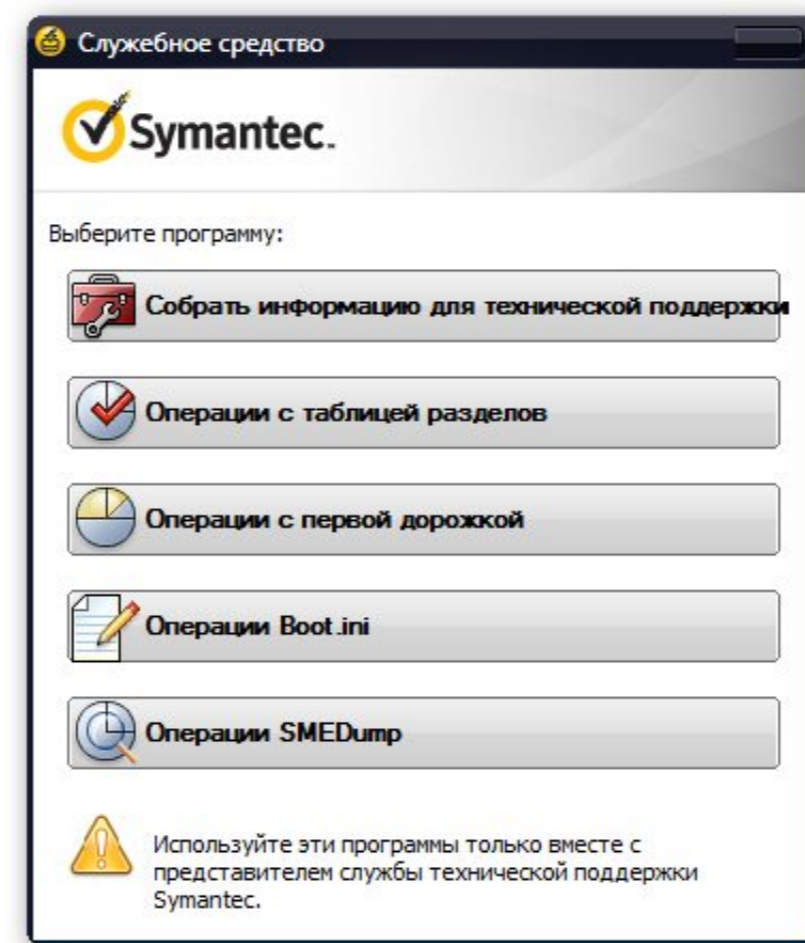 Служебное средство
Symantec.
Выберите программу:
Собрать информацию для технической поддержки
Операции с таблицей разделов
Операции с первой дорожкой
Операции Boot.ini
Операции SMEDump
Используйте эти программы только вместе с
представителем службы технической поддержки
Symantec.